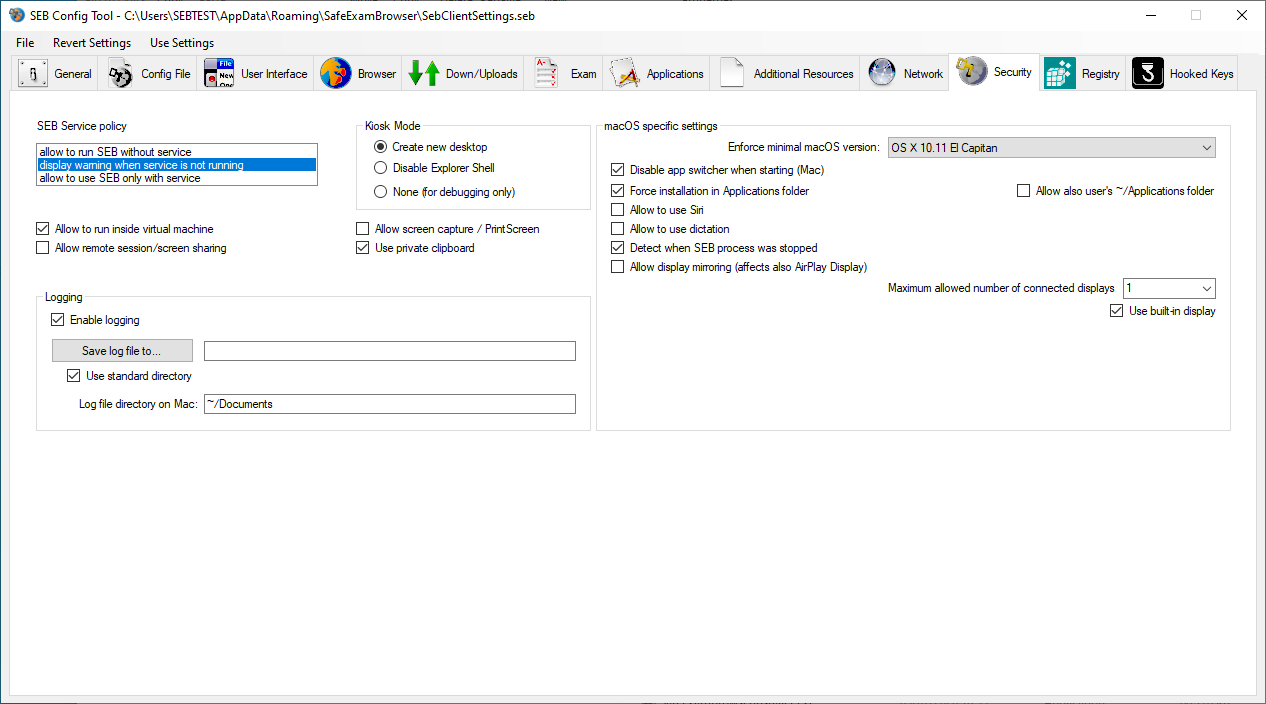 SEB Config Tool - C:\Users\SEBTEST\AppData\Roaming\SafeExamBrowser\SebClientSettings.seb
File Revert Settings Use Settings
General Config File User Interface Browser Down/Uploads Exam Applications Additional Resources Network Security Registry Hooked Keys
SEB Service policy
allow to run SEB without service
display warning when service is not running
allow to use SEB only with service
Allow to run inside virtual machine
Allow remote session/screen sharing
Kiosk Mode
Create new desktop
Disable Explorer Shell
None (for debugging only)
Allow screen capture / PrintScreen
Use private clipboard
Logging
Enable logging
Save log file to...
Use standard directory
Log file directory on Mac: ~/Documents
macOS specific settings
Enforce minimal macOS version: OS X 10.11 El Capitan
Disable app switcher when starting (Mac)
Force installation in Applications folder Allow also user's ~/Applications folder
Allow to use Siri
Allow to use dictation
Detect when SEB process was stopped
Allow display mirroring (affects also AirPlay Display)
Maximum allowed number of connected displays 1
Use built-in display